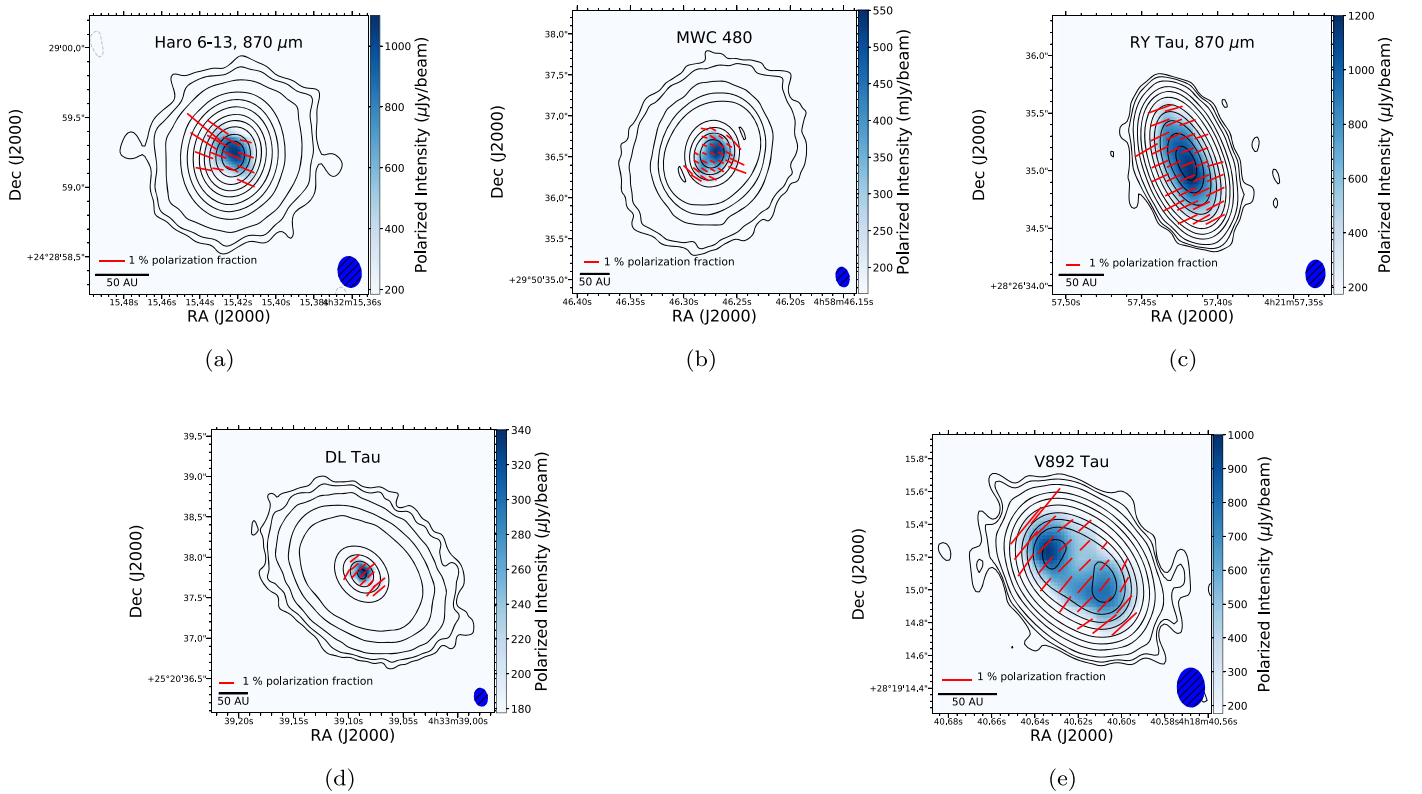 Haro 6-13, 870 μm
29°00.0"
59.5"
59.0"
+24°28'58.5"
Dec (J2000)
1 % polarization fraction
50 AU
15.48s 15.46s 15.44s 15.42s 15.40s 15.38s 4h32m15.36s
RA (J2000)
1000
800
600
400
200
Polarized Intensity (μJy/beam)
(a)
MWC 480
38.0"
37.5"
37.0"
36.5"
36.0"
35.5"
+29°50'35.0"
Dec (J2000)
1 % polarization fraction
50 AU
46.40s 46.35s 46.30s 46.25s 46.20s 4h58m46.15s
RA (J2000)
550
500
450
400
350
300
250
200
Polarized Intensity (mJy/beam)
(b)
RY Tau, 870 μm
36.0"
35.5"
35.0"
34.5"
+28°26'34.0"
Dec (J2000)
1 % polarization fraction
50 AU
57.50s 57.45s 57.40s 4h21m57.35s
RA (J2000)
1200
1000
800
600
400
200
Polarized Intensity (μJy/beam)
(c)
DL Tau
39.5"
39.0"
38.5"
38.0"
37.5"
37.0"
+25°20'36.5"
Dec (J2000)
1 % polarization fraction
50 AU
39.20s 39.15s 39.10s 39.05s 4h33m39.00s
RA (J2000)
340
320
300
280
260
240
220
200
180
Polarized Intensity (μJy/beam)
(d)
V892 Tau
15.8"
15.6"
15.4"
15.2"
15.0"
14.8"
14.6"
+28°19'14.4"
Dec (J2000)
1 % polarization fraction
50 AU
40.68s 40.66s 40.64s 40.62s 40.60s 40.58s 4h18m40.56s
RA (J2000)
1000
900
800
700
600
500
400
300
200
Polarized Intensity (μJy/beam)
(e)